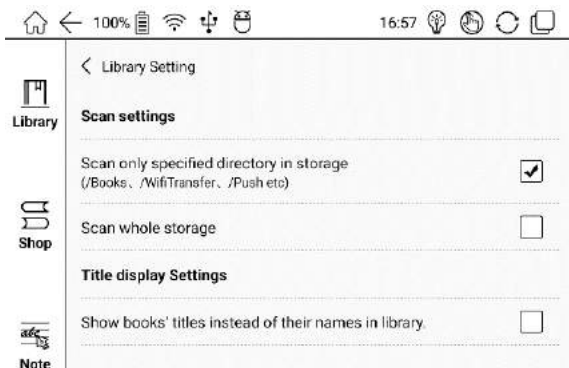 100% 16:57
Library Setting
Library
Scan settings
Scan only specified directory in storage
(/Books、/WifiTransfer、/Push etc)
Shop
Scan whole storage
Title display Settings
Show books' titles instead of their names in library.
abc
Note